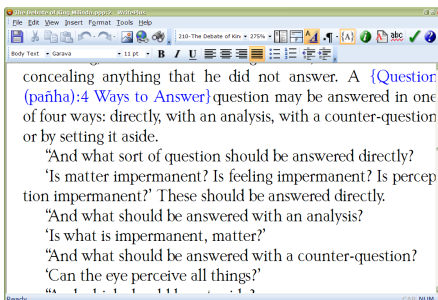 The Debate of King Milinda.wpx - WritePlus
File Edit View Insert Format Tools Help
210-The Debate of Kin 275%
Body Text Garava 11 pt B I U
concealing anything that he did not answer. A {Question
(pañha):4 Ways to Answer}question may be answered in one
of four ways: directly, with an analysis, with a counter-question
or by setting it aside.
“And what sort of question should be answered directly?
‘Is matter impermanent? Is feeling impermanent? Is percep
tion impermanent?’ These should be answered directly.
“And what should be answered with an analysis?
‘Is what is impermanent, matter?’
“And what should be answered with a counter-question?
‘Can the eye perceive all things?’
Ready
CAP NUM